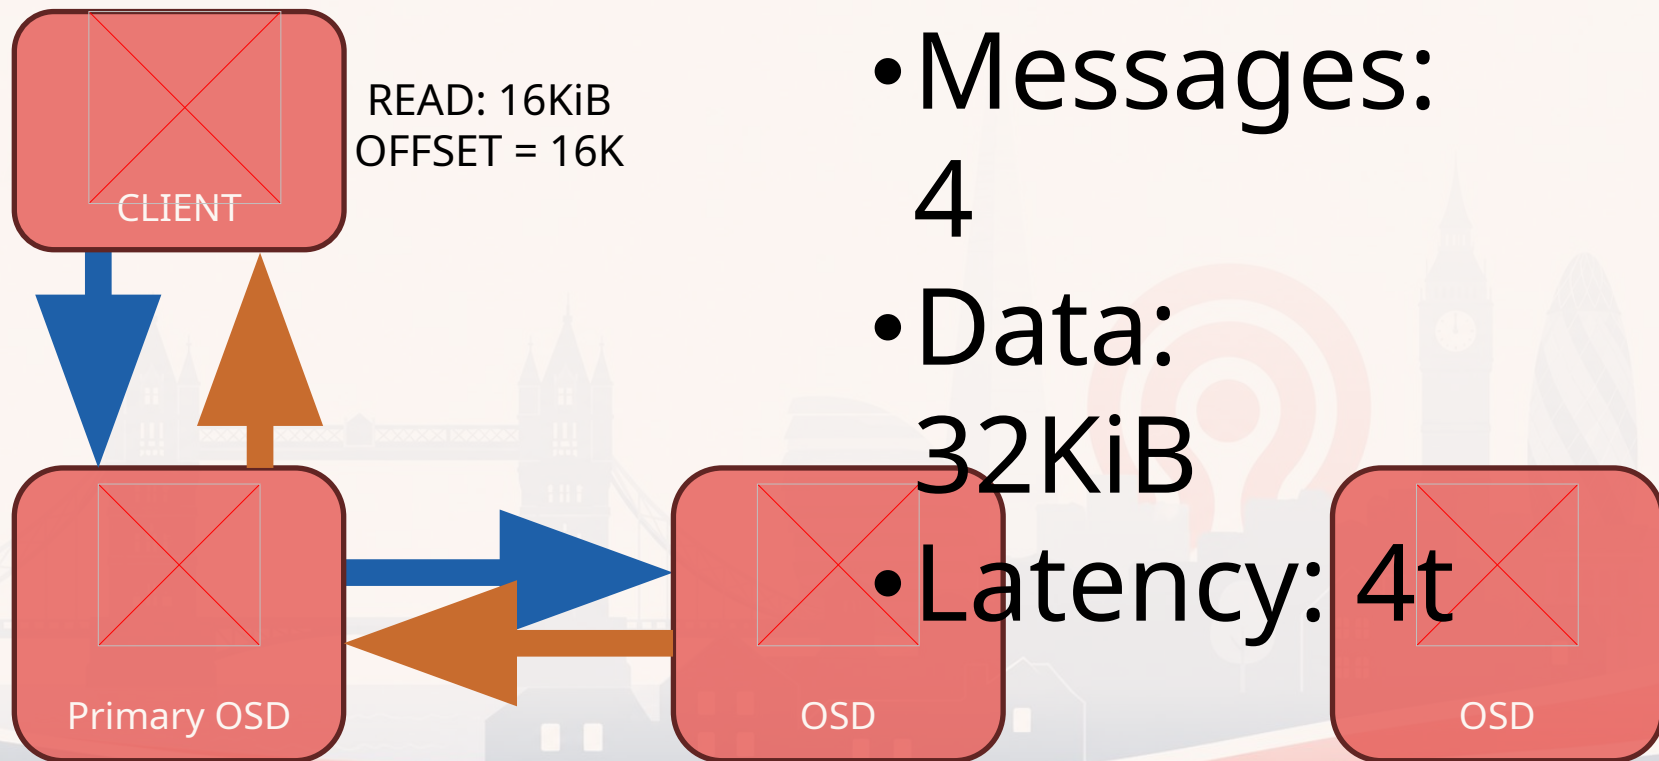 CLIENT
READ: 16KiB
OFFSET = 16K
•Messages:
4
•Data:
32KiB
•Latency: 4t
Primary OSD
OSD
OSD